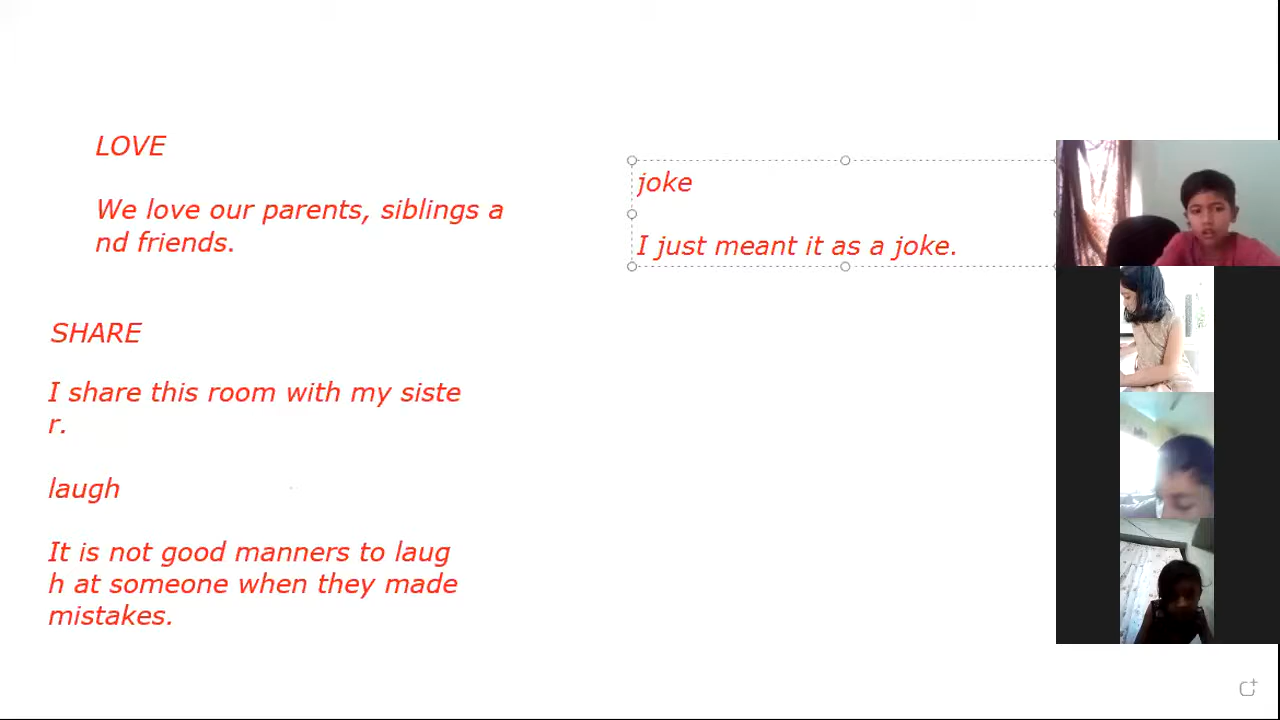 LOVE
We love our parents, siblings a
nd friends.
SHARE
I share this room with my siste
r.
laugh
It is not good manners to laug
h at someone when they made
mistakes.
joke
I just meant it as a joke.